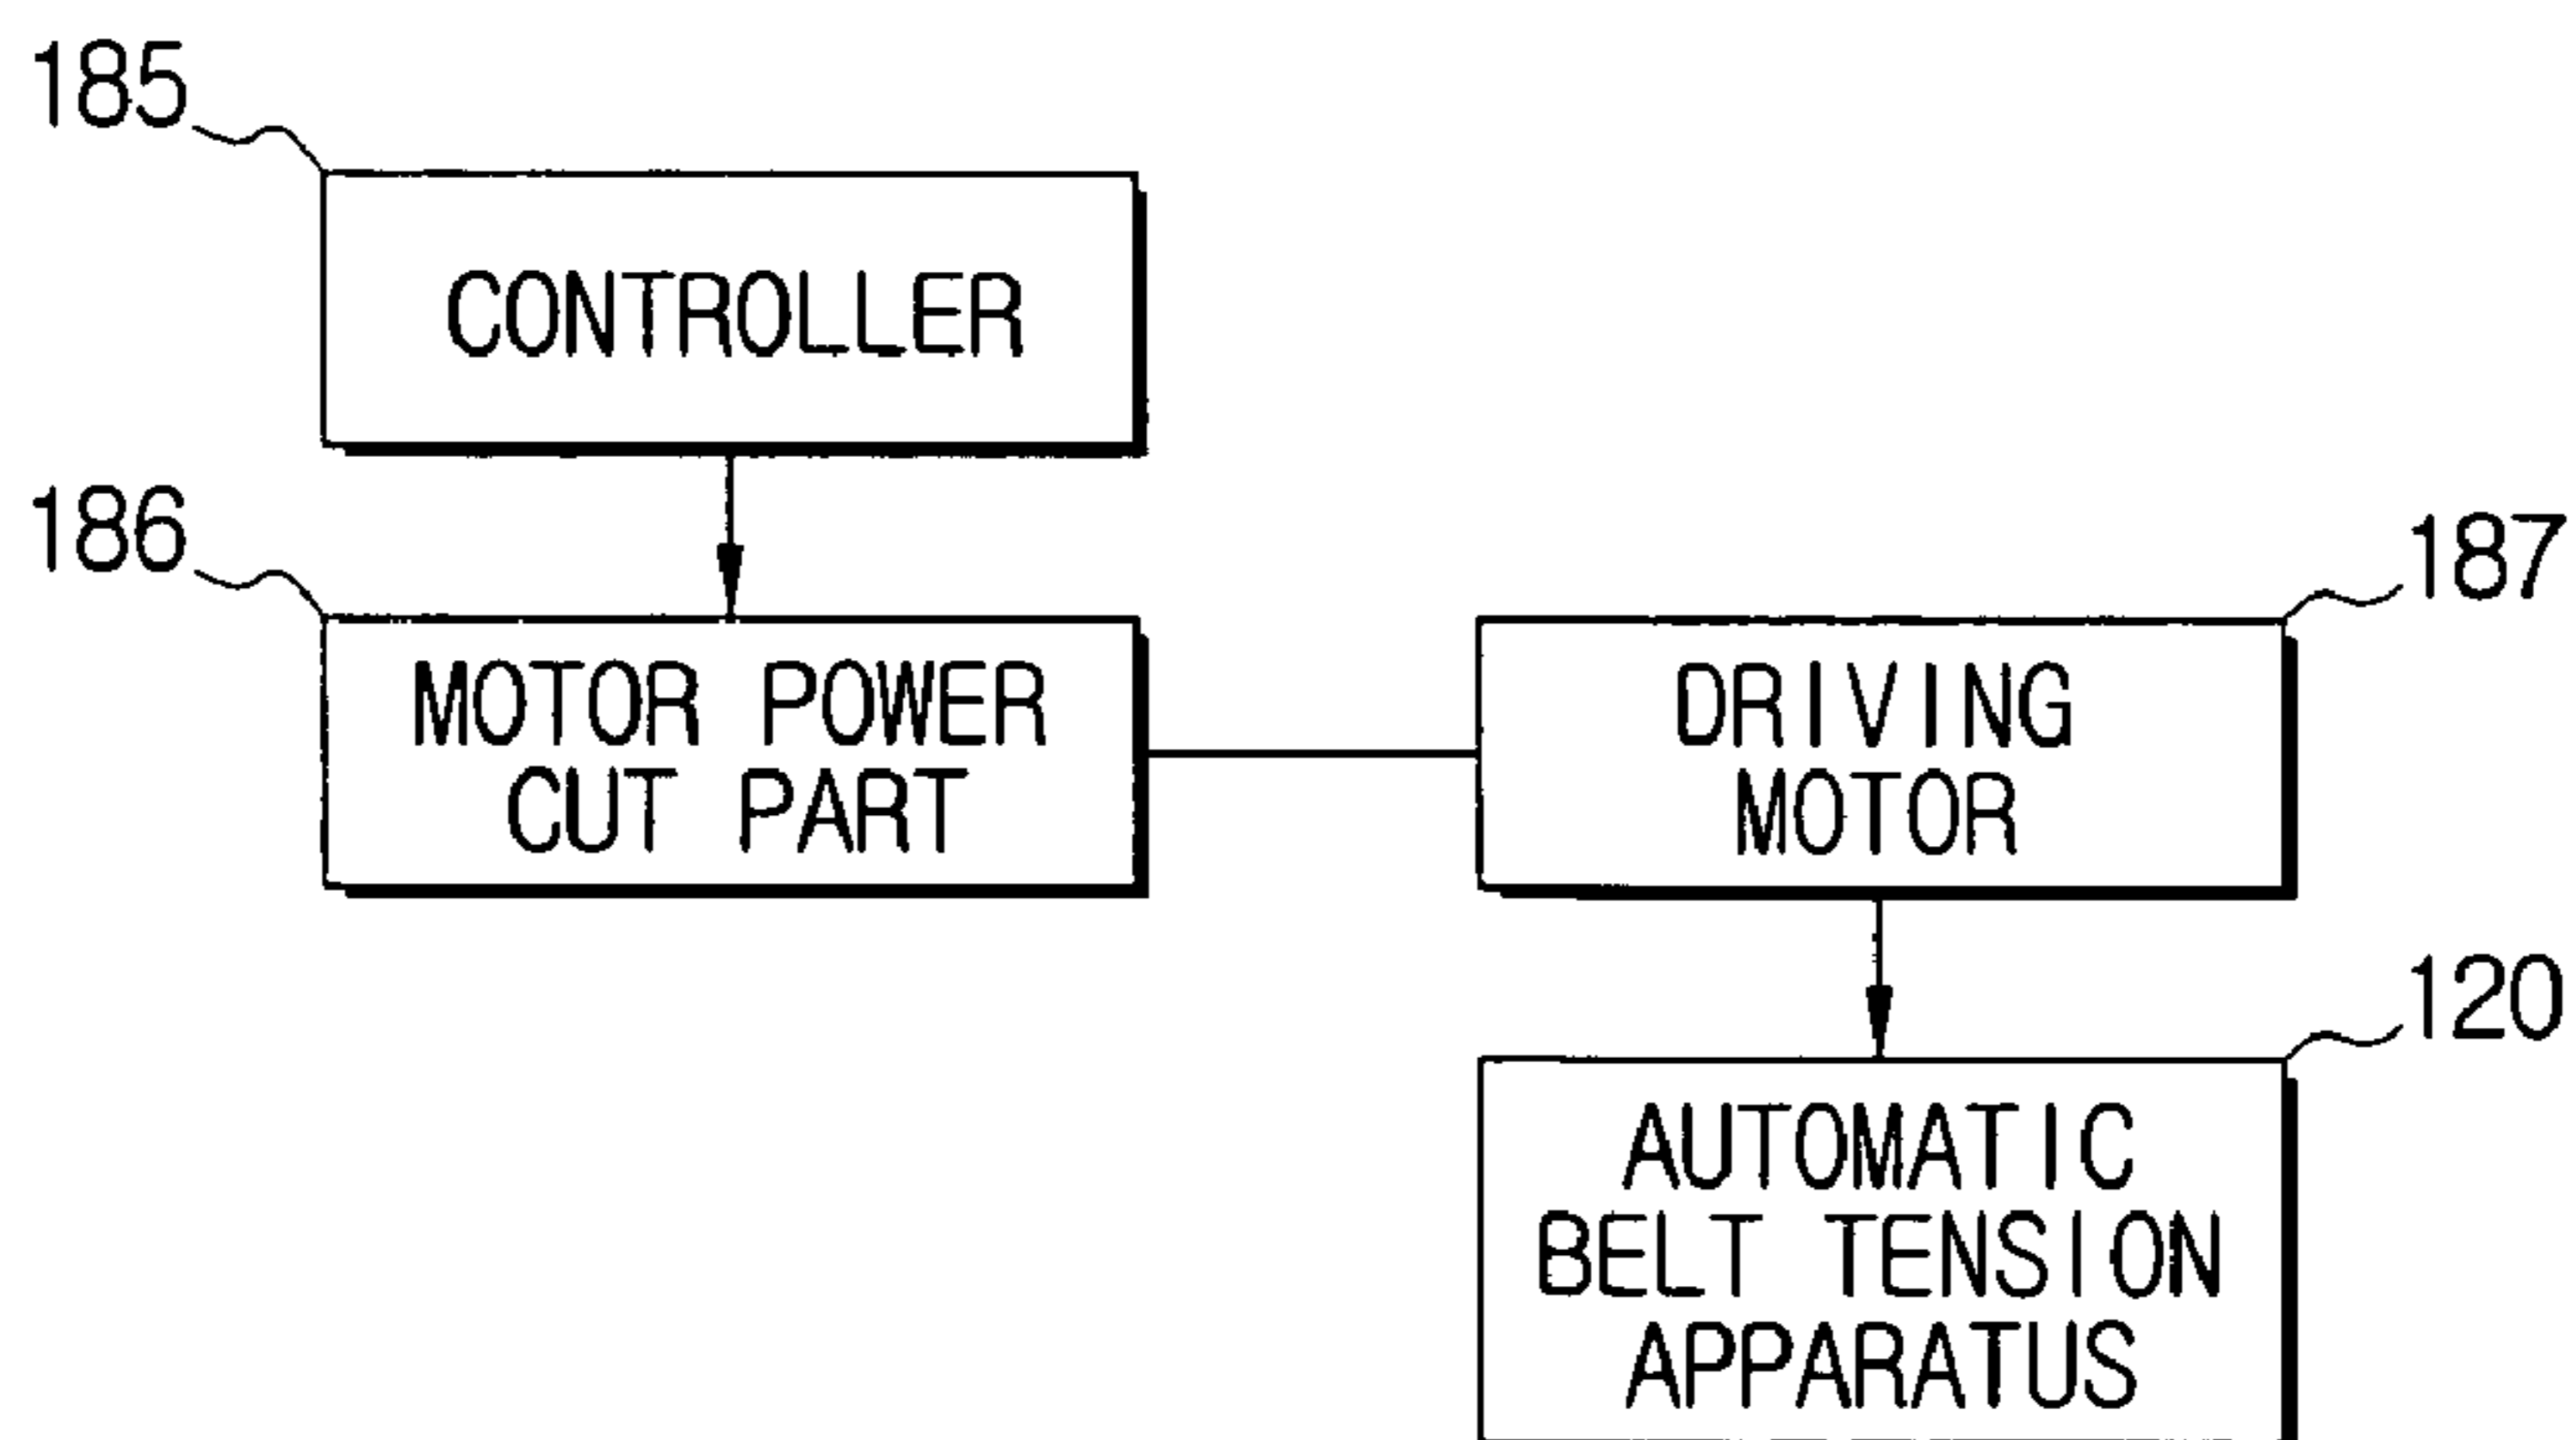 185
CONTROLLER
186
MOTOR POWER
CUT PART
187
DRIVING
MOTOR
120
AUTOMATIC
BELT TENSION
APPARATUS